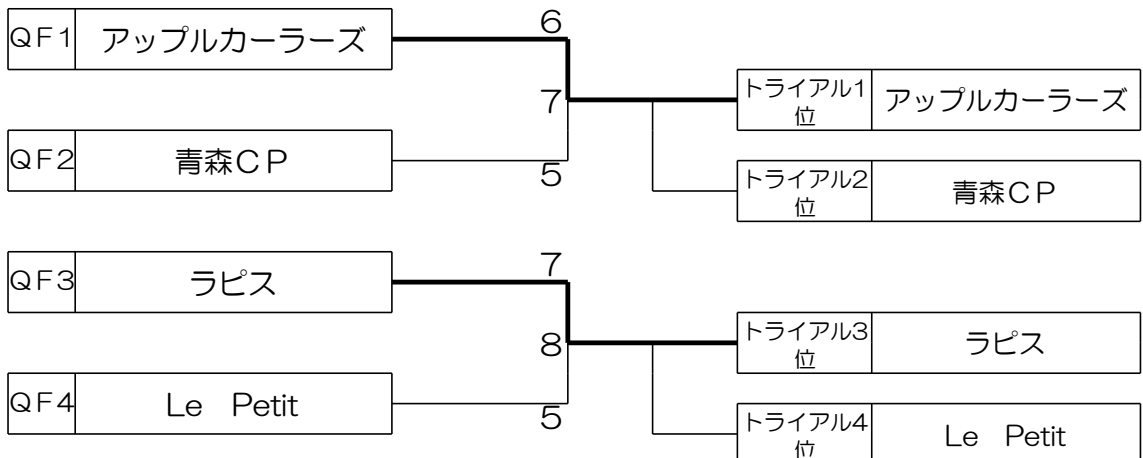 QF1 アップルカーラーズ 6
7 トライアル1位 アップルカーラーズ
QF2 青森CP 5
トライアル2位 青森CP
QF3 ラピス 7
8 トライアル3位 ラピス
QF4 Le Petit 5
トライアル4位 Le Petit